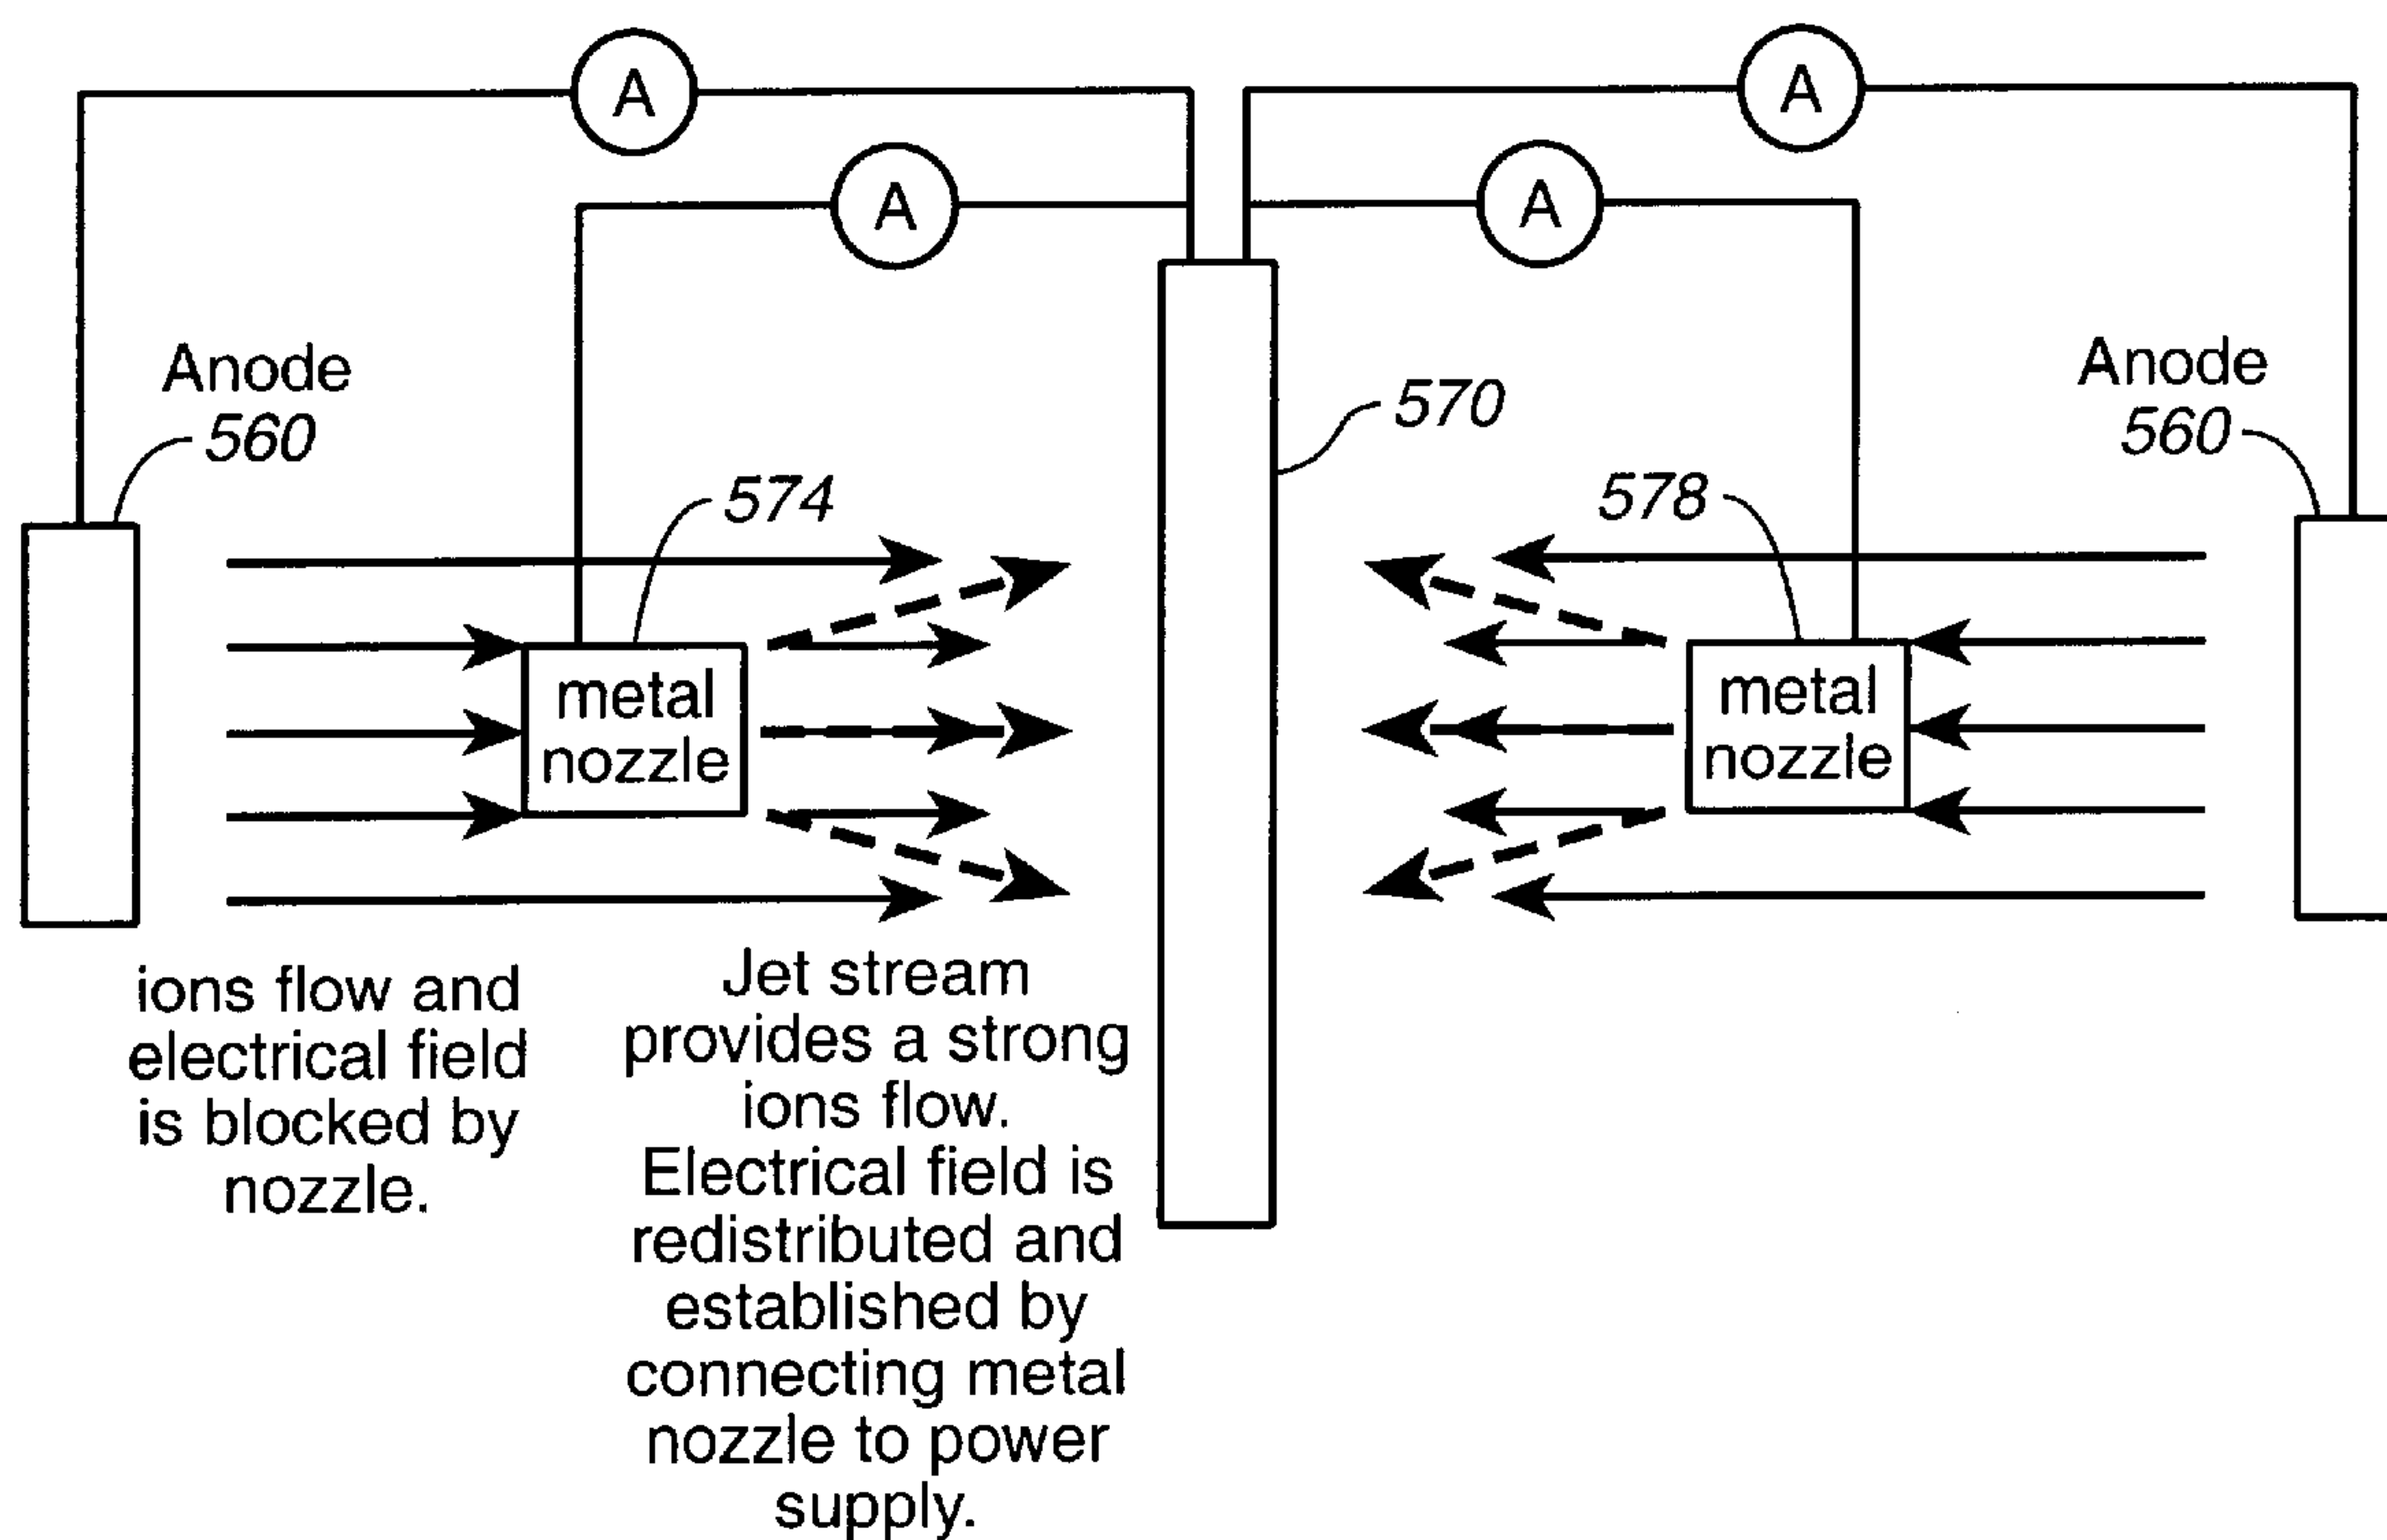 A
A
A
A
Anode
560
574
570
578
Anode
560
metal
nozzle
metal
nozzle
ions flow and
electrical field
is blocked by
nozzle.
Jet stream
provides a strong
ions flow.
Electrical field is
redistributed and
established by
connecting metal
nozzle to power
supply.